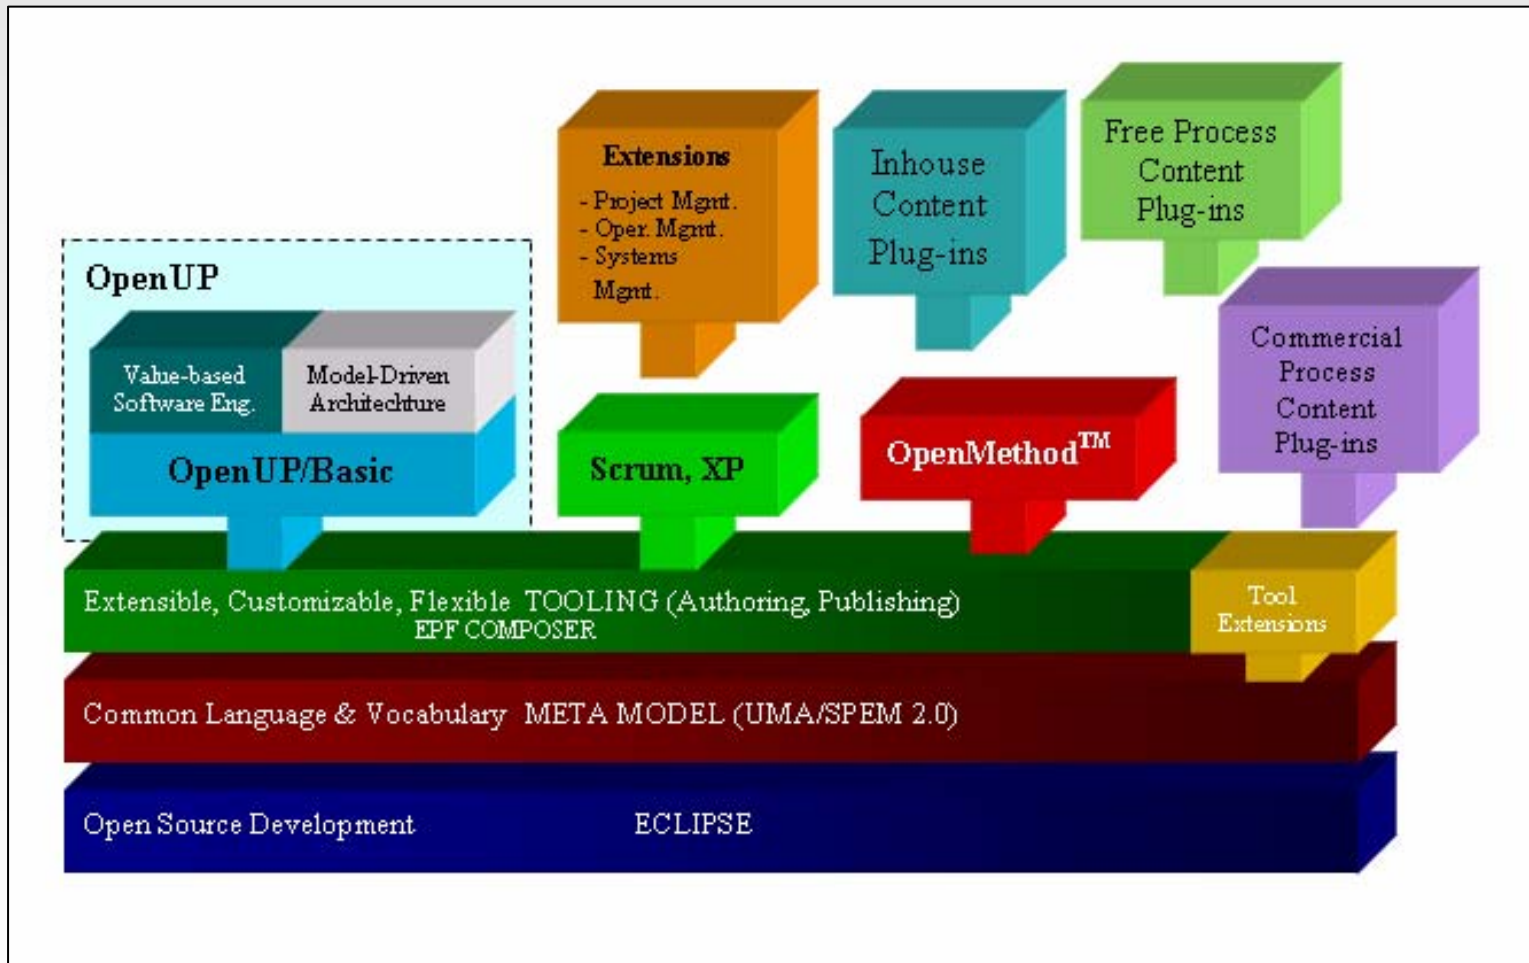 Extensions
- Project Mgmt.
- Oper. Mgmt.
- Systems
Mgmt.
Inhouse
Content
Plug-ins
Free Process
Content
Plug-ins
OpenUP
Value-based
Software Eng.
Model-Driven
Architechture
OpenUP/Basic
Scrum, XP
OpenMethod™
Commercial
Process
Content
Plug-ins
Extensible, Customizable, Flexible TOOLING (Authoring, Publishing)
EPF COMPOSER
Tool
Extensions
Common Language & Vocabulary META MODEL (UMA/SPEM 2.0)
Open Source Development ECLIPSE